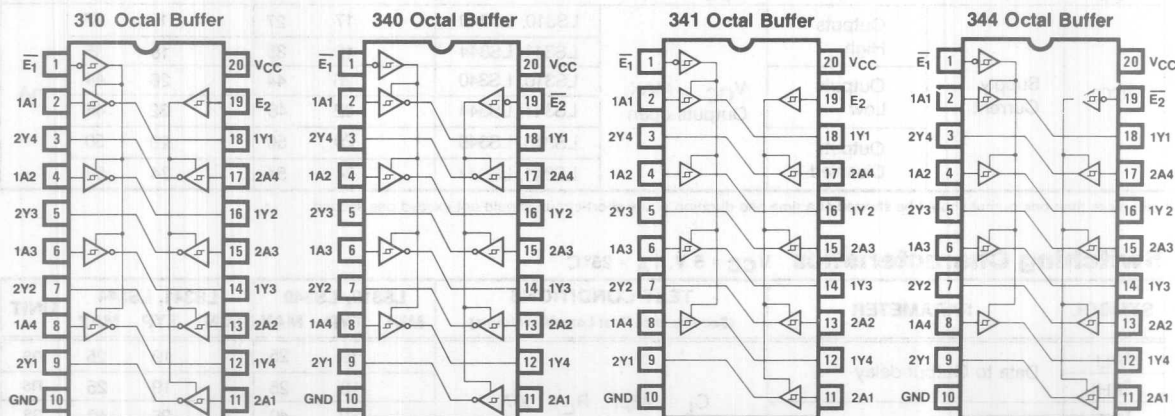 310 Octal Buffer
E̅1 1 20 VCC
1A1 2 19 E2
2Y4 3 18 1Y1
1A2 4 17 2A4
2Y3 5 16 1Y2
1A3 6 15 2A3
2Y2 7 14 1Y3
1A4 8 13 2A2
2Y1 9 12 1Y4
GND 10 11 2A1
340 Octal Buffer
E̅1 1 20 VCC
1A1 2 19 E̅2
2Y4 3 18 1Y1
1A2 4 17 2A4
2Y3 5 16 1Y2
1A3 6 15 2A3
2Y2 7 14 1Y3
1A4 8 13 2A2
2Y1 9 12 1Y4
GND 10 11 2A1
341 Octal Buffer
E̅1 1 20 VCC
1A1 2 19 E2
2Y4 3 18 1Y1
1A2 4 17 2A4
2Y3 5 16 1Y2
1A3 6 15 2A3
2Y2 7 14 1Y3
1A4 8 13 2A2
2Y1 9 12 1Y4
GND 10 11 2A1
344 Octal Buffer
E̅1 1 20 VCC
1A1 2 19 E̅2
2Y4 3 18 1Y1
1A2 4 17 2A4
2Y3 5 16 1Y2
1A3 6 15 2A3
2Y2 7 14 1Y3
1A4 8 13 2A2
2Y1 9 12 1Y4
GND 10 11 2A1